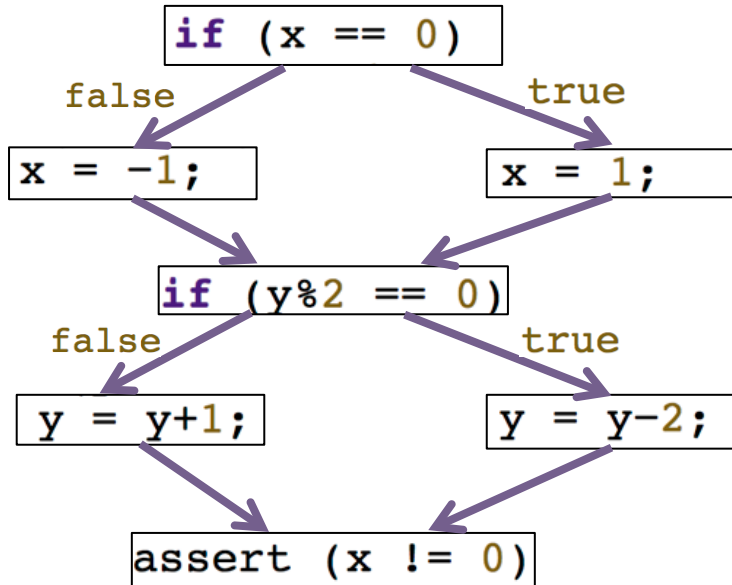 if (x == 0)
false
true
x = -1;
x = 1;
if (y%2 == 0)
false
true
y = y+1;
y = y-2;
assert (x != 0)